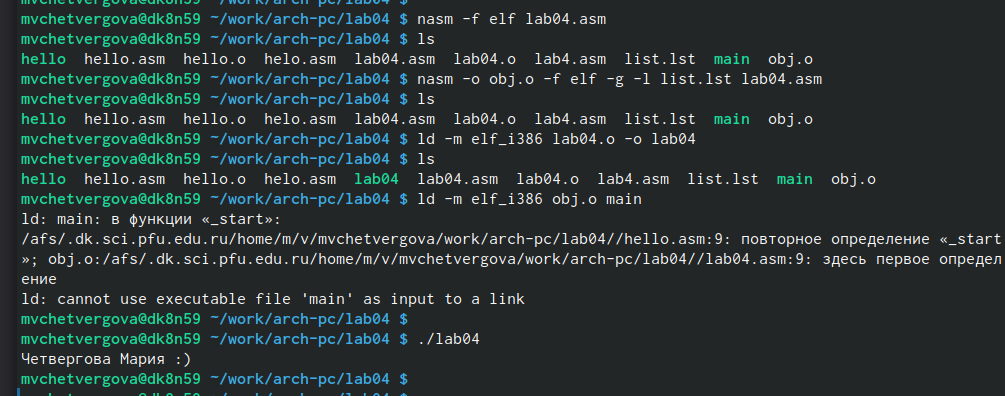 mvchetvergova@dk8n59 ~/work/arch-pc/lab04 $ nasm -f elf lab04.asm
mvchetvergova@dk8n59 ~/work/arch-pc/lab04 $ ls
hello  hello.asm  hello.o  helo.asm  lab04.asm  lab04.o  lab4.asm  list.lst  main  obj.o
mvchetvergova@dk8n59 ~/work/arch-pc/lab04 $ nasm -o obj.o -f elf -g -l list.lst lab04.asm
mvchetvergova@dk8n59 ~/work/arch-pc/lab04 $ ls
hello  hello.asm  hello.o  helo.asm  lab04.asm  lab04.o  lab4.asm  list.lst  main  obj.o
mvchetvergova@dk8n59 ~/work/arch-pc/lab04 $ ld -m elf_i386 lab04.o -o lab04
mvchetvergova@dk8n59 ~/work/arch-pc/lab04 $ ls
hello  hello.asm  hello.o  helo.asm  lab04  lab04.asm  lab04.o  lab4.asm  list.lst  main  obj.o
mvchetvergova@dk8n59 ~/work/arch-pc/lab04 $ ld -m elf_i386 obj.o main
ld: main: в функции «_start»:
/afs/.dk.sci.pfu.edu.ru/home/m/v/mvchetvergova/work/arch-pc/lab04//hello.asm:9: повторное определение «_start
»; obj.o:/afs/.dk.sci.pfu.edu.ru/home/m/v/mvchetvergova/work/arch-pc/lab04//lab04.asm:9: здесь первое определ
ение
ld: cannot use executable file 'main' as input to a link
mvchetvergova@dk8n59 ~/work/arch-pc/lab04 $
mvchetvergova@dk8n59 ~/work/arch-pc/lab04 $ ./lab04
Четвергова Мария :)
mvchetvergova@dk8n59 ~/work/arch-pc/lab04 $